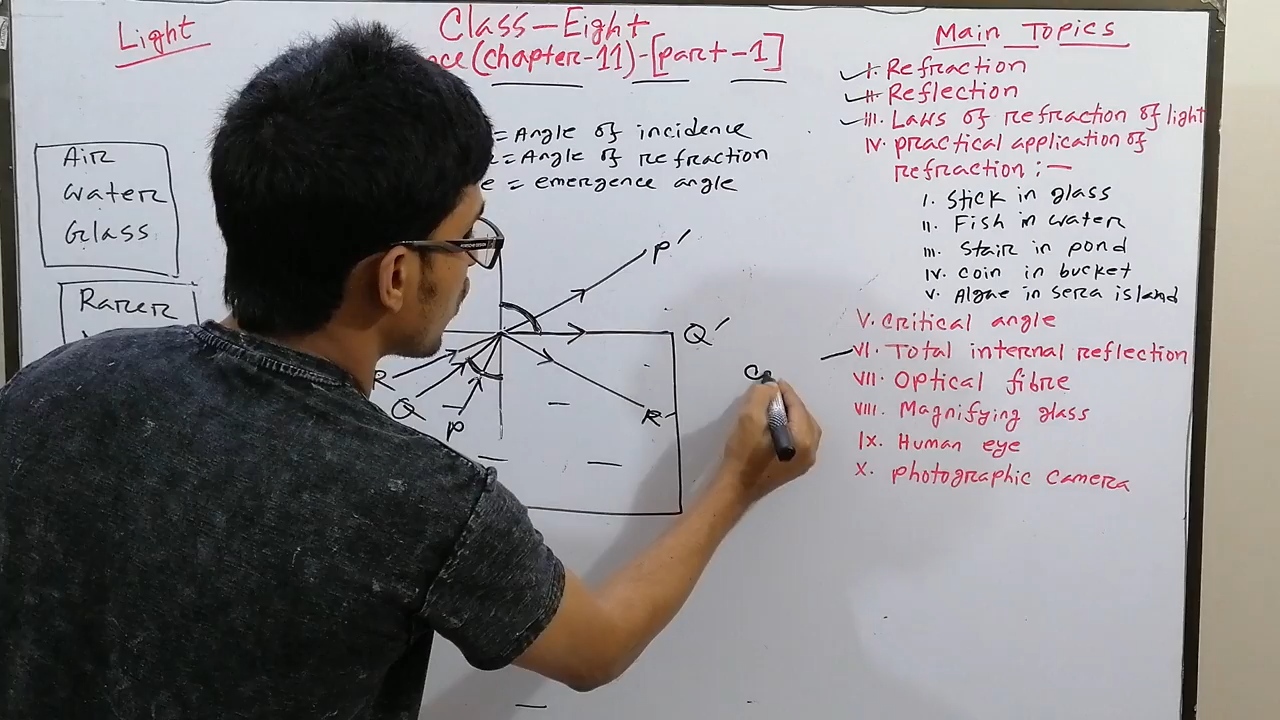 Light
Class-Eight
(chapter-11)-[part-1]
= Angle of incidence
= Angle of refraction
e = emergence angle
Air
Water
Glass
Rarer
P'
Q'
R
Q
P
R
C
Main Topics
I. Refraction
II. Reflection
III. Laws of refraction of light
IV. practical application of
refraction :-
I. Stick in glass
II. Fish in water
III. Stair in pond
IV. coin in bucket
V. Algae in sera island
V. Critical angle
VI. Total internal reflection
VII. Optical fibre
VIII. Magnifying glass
IX. Human eye
X. photographic camera